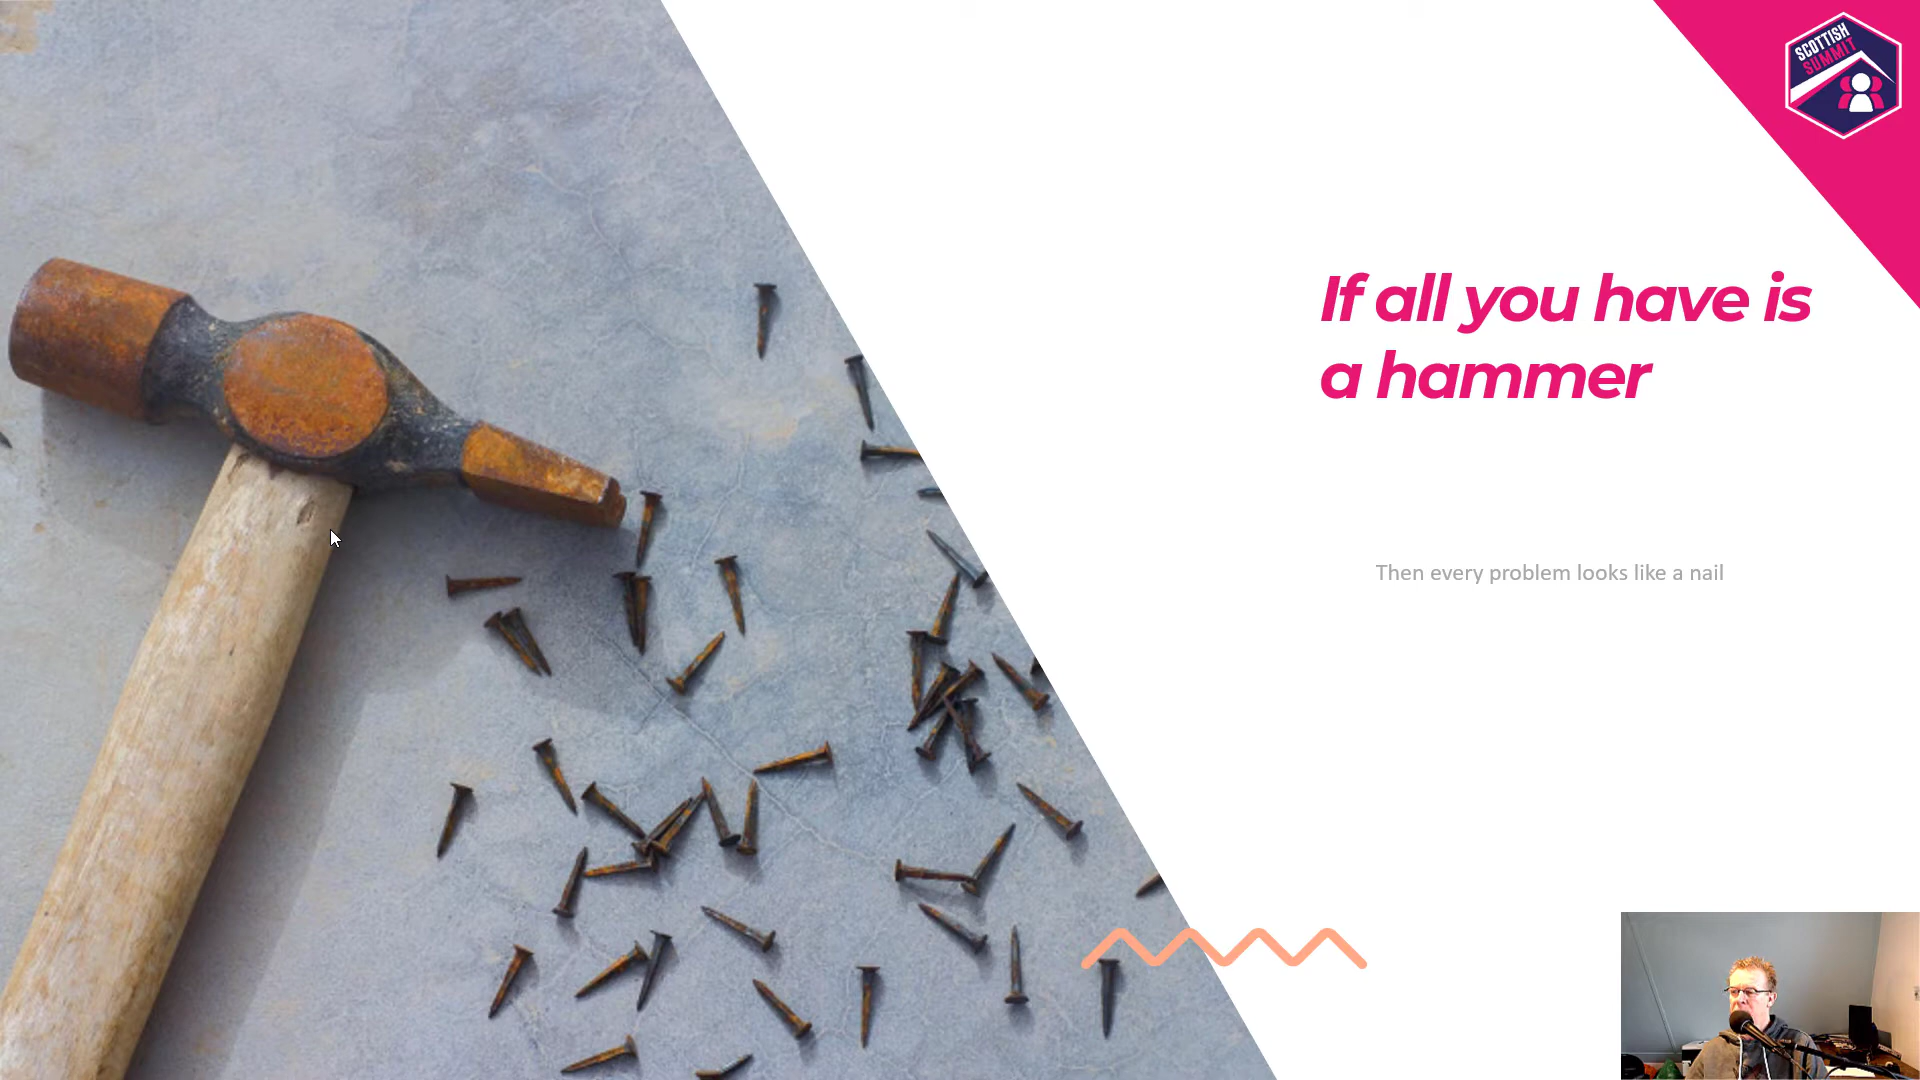 SCOTTISH
SUMMIT
If all you have is
a hammer
Then every problem looks like a nail